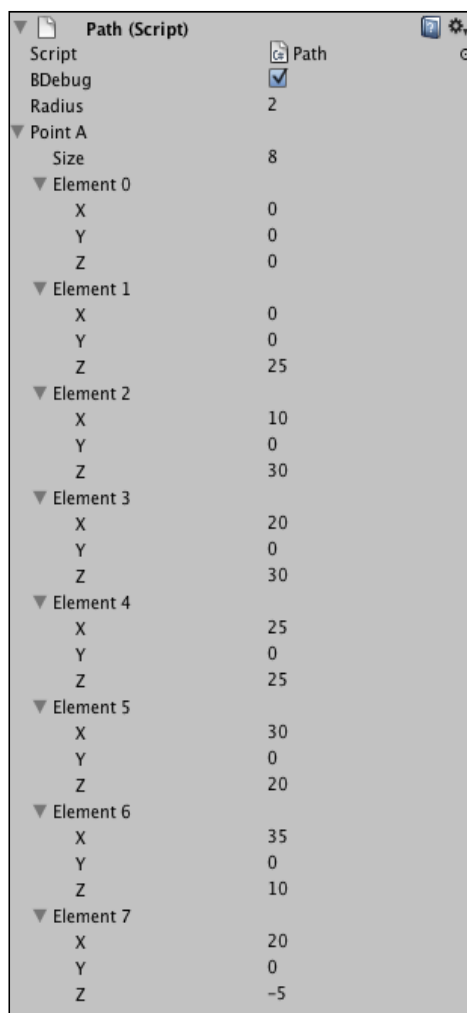 Path (Script)
Script Path
BDebug
Radius 2
Point A
Size 8
Element 0
X 0
Y 0
Z 0
Element 1
X 0
Y 0
Z 25
Element 2
X 10
Y 0
Z 30
Element 3
X 20
Y 0
Z 30
Element 4
X 25
Y 0
Z 25
Element 5
X 30
Y 0
Z 20
Element 6
X 35
Y 0
Z 10
Element 7
X 20
Y 0
Z -5